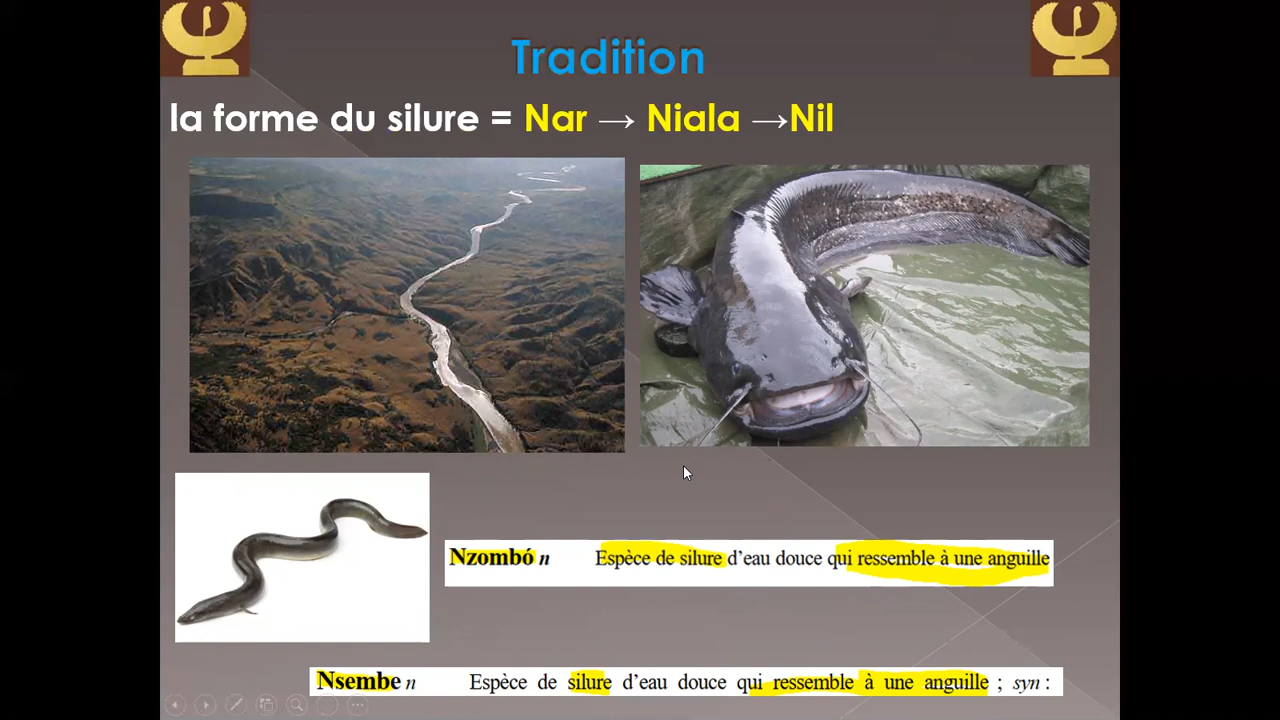 Tradition
la forme du silure = Nar → Niala →Nil
Nzombó n Espèce de silure d’eau douce qui ressemble à une anguille
Nsembe n Espèce de silure d’eau douce qui ressemble à une anguille ; syn :